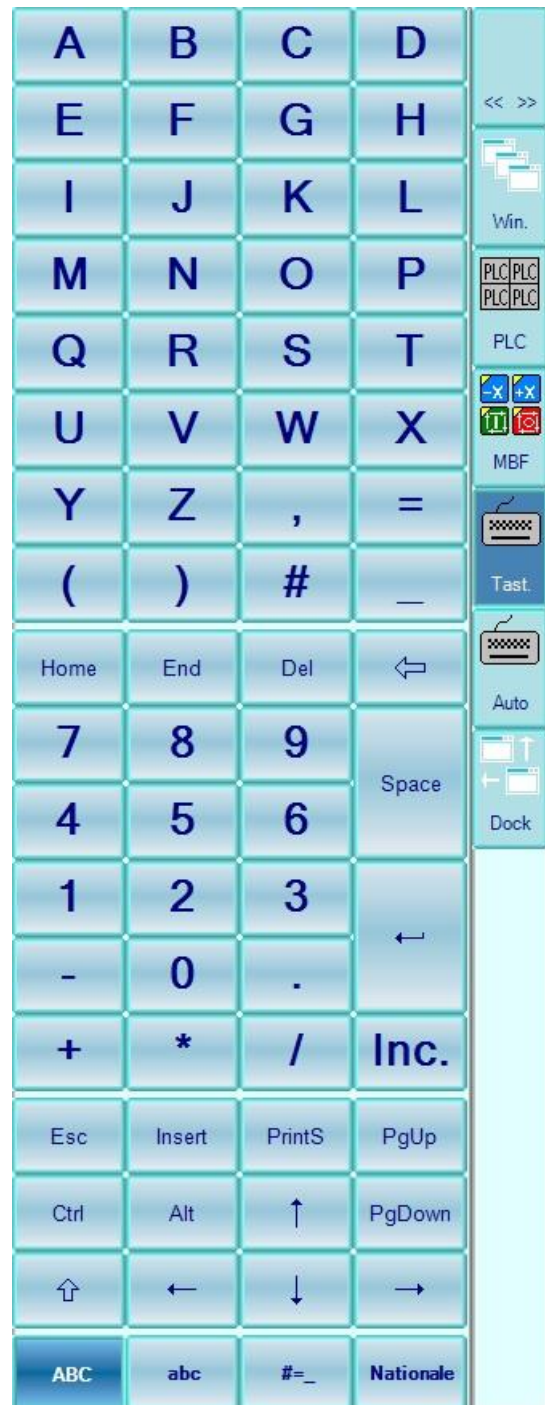 A B C D
E F G H
I J K L
M N O P
Q R S T
U V W X
Y Z , =
( ) # _
Home End Del ⇦
7 8 9
Space
4 5 6
1 2 3
↵
- 0 .
+ * / Inc.
Esc Insert PrintS PgUp
Ctrl Alt ↑ PgDown
⇧ ← ↓ →
ABC abc #=_ Nationale
<< >>
Win.
PLC PLC
PLC PLC
PLC
-X +X
MBF
Tast.
Auto
Dock